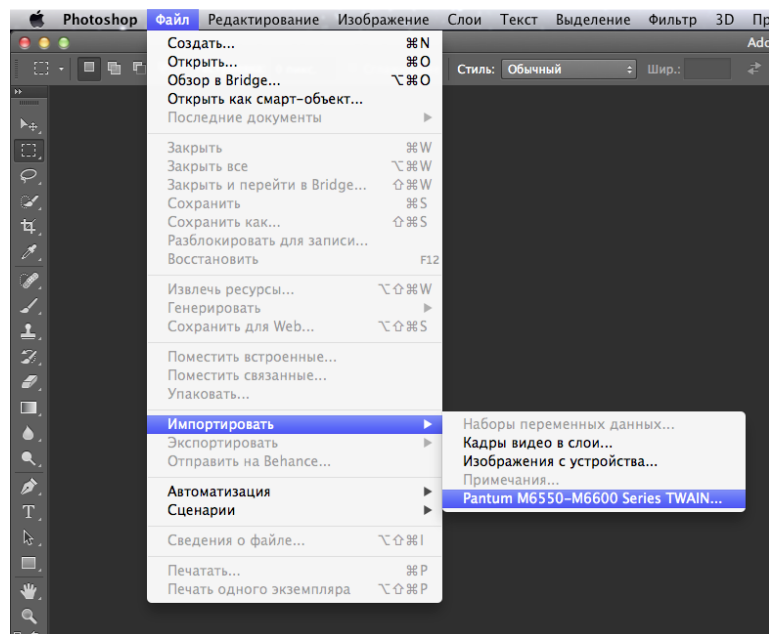 Photoshop Файл Редактирование Изображение Слои Текст Выделение Фильтр 3D
Создать... ⌘N
Открыть... ⌘O
Обзор в Bridge... ⌥⌘O
Открыть как смарт-объект...
Последние документы
Стиль: Обычный Шир.:
Закрыть ⌘W
Закрыть все ⌥⌘W
Закрыть и перейти в Bridge... ⇧⌘W
Сохранить ⌘S
Сохранить как... ⇧⌘S
Разблокировать для записи...
Восстановить F12
Извлечь ресурсы... ⌥⇧⌘W
Генерировать
Сохранить для Web... ⌥⇧⌘S
Поместить встроенные...
Поместить связанные...
Упаковать...
Импортировать
Экспортировать
Отправить на Behance...
Автоматизация
Сценарии
Сведения о файле... ⌥⇧⌘I
Печатать... ⌘P
Печать одного экземпляра ⌥⇧⌘P
Наборы переменных данных...
Кадры видео в слои...
Изображения с устройства...
Примечания...
Pantum M6550-M6600 Series TWAIN...